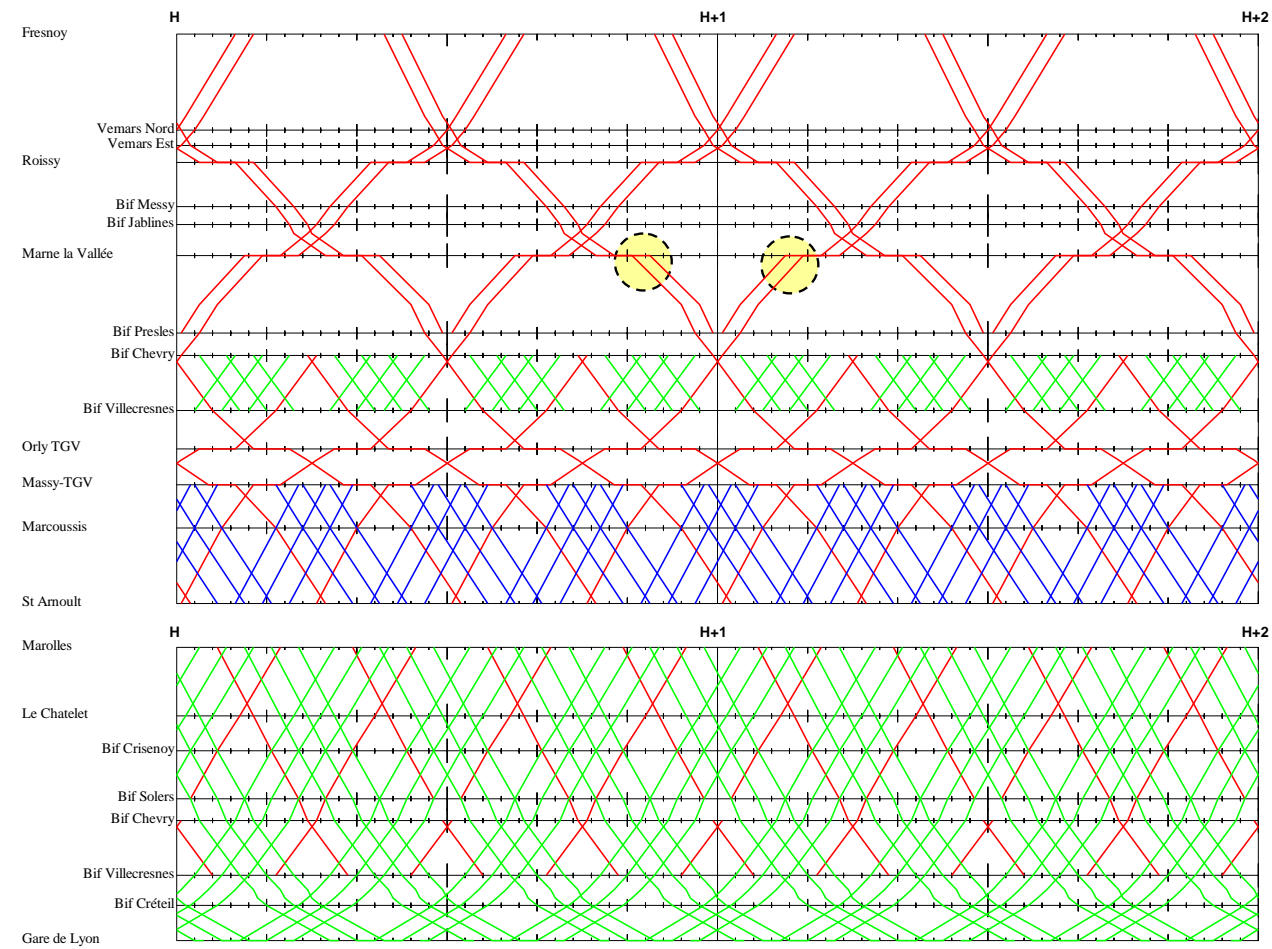 H H+1 H+2
Fresnoy
Vemars Nord
Vemars Est
Roissy
Bif Messy
Bif Jablines
Marne la Vallée
Bif Presles
Bif Chevry
Bif Villecresnes
Orly TGV
Massy-TGV
Marcoussis
St Arnoult
H H+1 H+2
Marolles
Le Chatelet
Bif Crisenoy
Bif Solers
Bif Chevry
Bif Villecresnes
Bif Créteil
Gare de Lyon